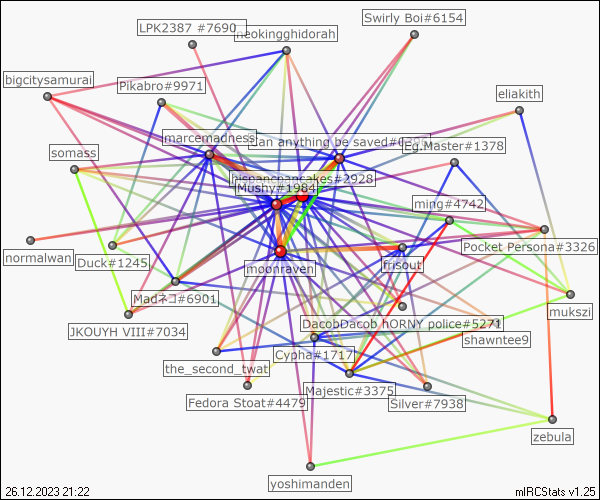 LPK2387 #7690
Swirly Boi#6154
neokingghidorah
bigcitysamurai
Pikabro#9971
eliakith
marcemadness
an anything be saved
Eg.Master#1378
somass
hispancpancakes#2928
Mushy#1984
ming#4742
normalwan
Duck#1245
moonraven
frisout
Pocket Persona#3326
Madネコ#6901
mukszi
JKOUYH VIII#7034
DacobDacob hORNY police#5271
shawntee9
the_second_twat
Cypha#1717
Majestic#3375
Fedora Stoat#4479
Silver#7938
zebula
yoshimanden
26.12.2023 21:22
mIRCStats v1.25